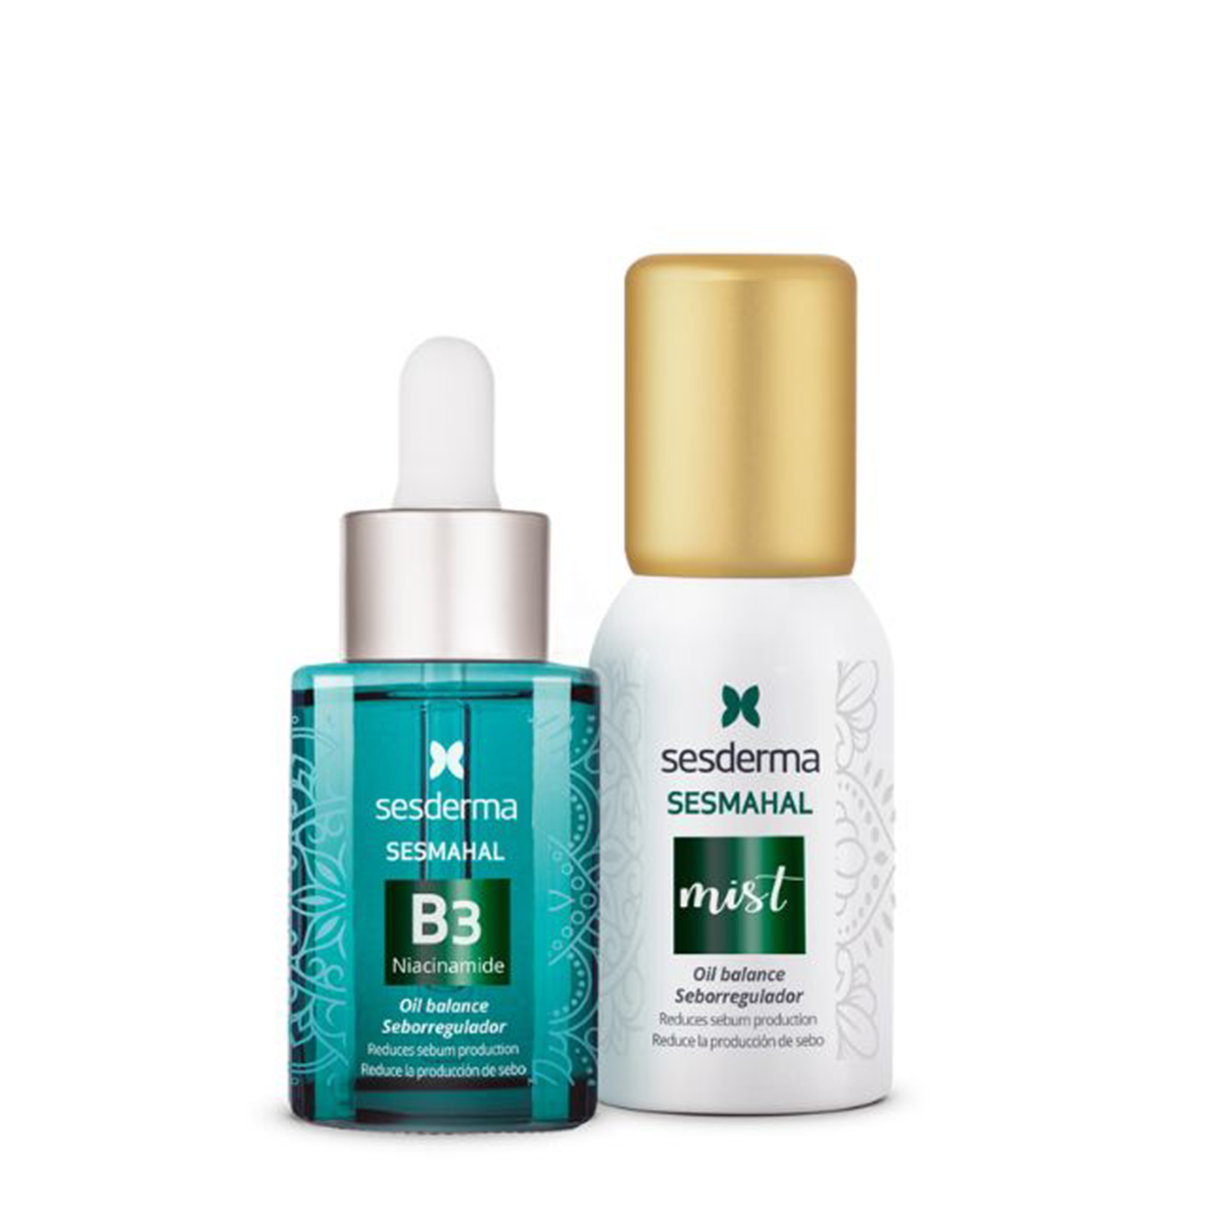 sesderma
SESMAHAL
B3
Niacinamide
Oil balance
Seborregulador
Reduces sebum production
Reduce la producción de sebo
sesderma
SESMAHAL
mist
Oil balance
Seborregulador
Reduces sebum production
Reduce la producción de sebo